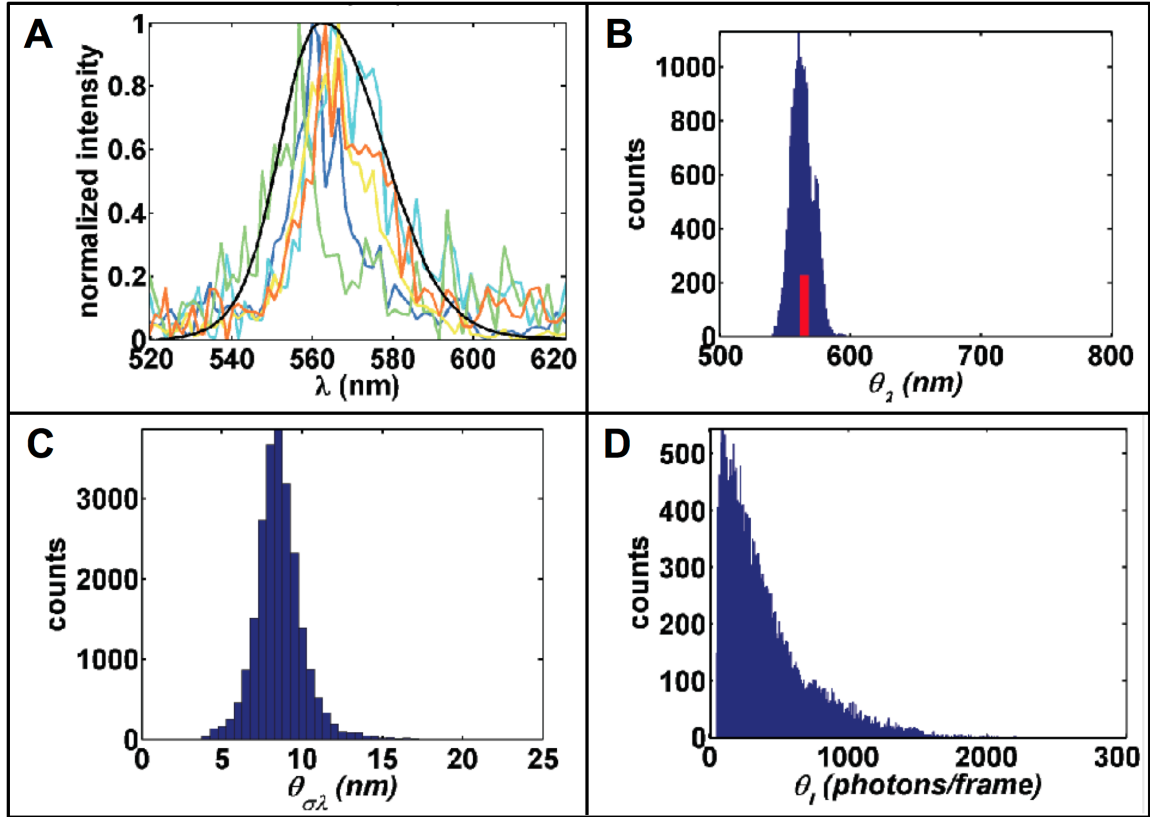 A
normalized intensity
1
0.8
0.6
0.4
0.2
0
520 540 560 580 600 620
λ (nm)
B
counts
1000
800
600
400
200
0
500 600 700 800
θ₂ (nm)
C
counts
3000
2000
1000
0
0 5 10 15 20 25
θσλ (nm)
D
counts
500
400
300
200
100
0
0 1000 2000 300
θI (photons/frame)